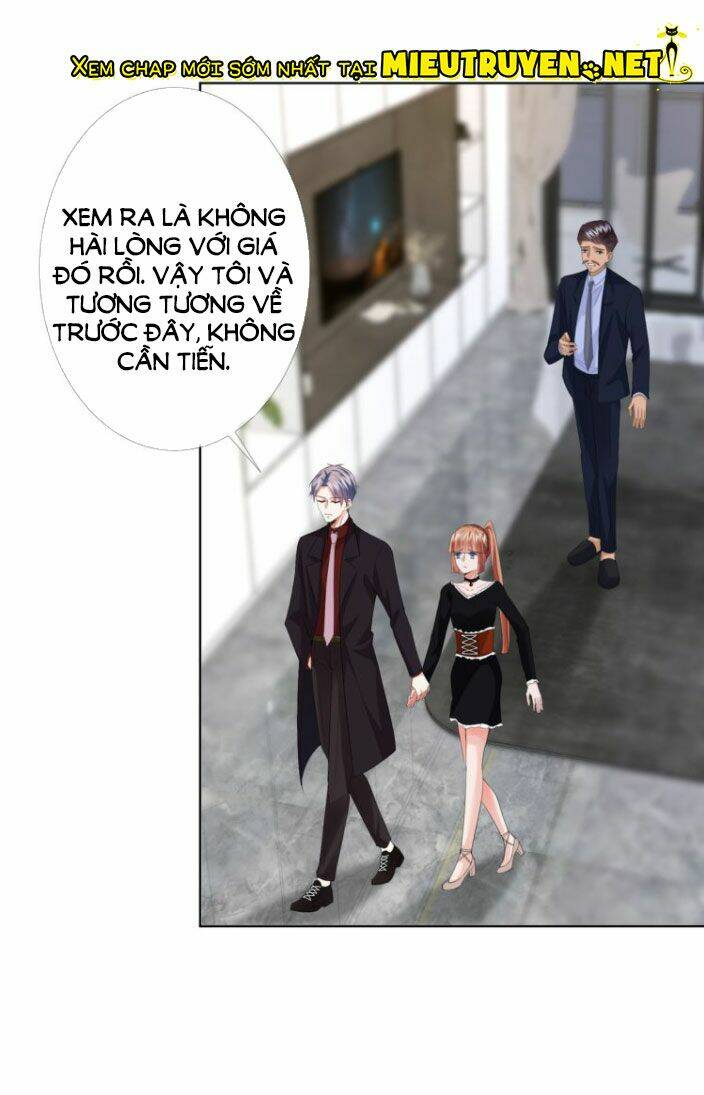 XEM CHAP MỚI SỚM NHẤT TẠI MIEUTRUYEN.NET
XEM RA LÀ KHÔNG
HÀI LÒNG VỚI GIÁ
ĐÓ RỒI. VẬY TÔI VÀ
TƯƠNG TƯƠNG VỀ
TRƯỚC ĐÂY, KHÔNG
CẦN TIỄN.